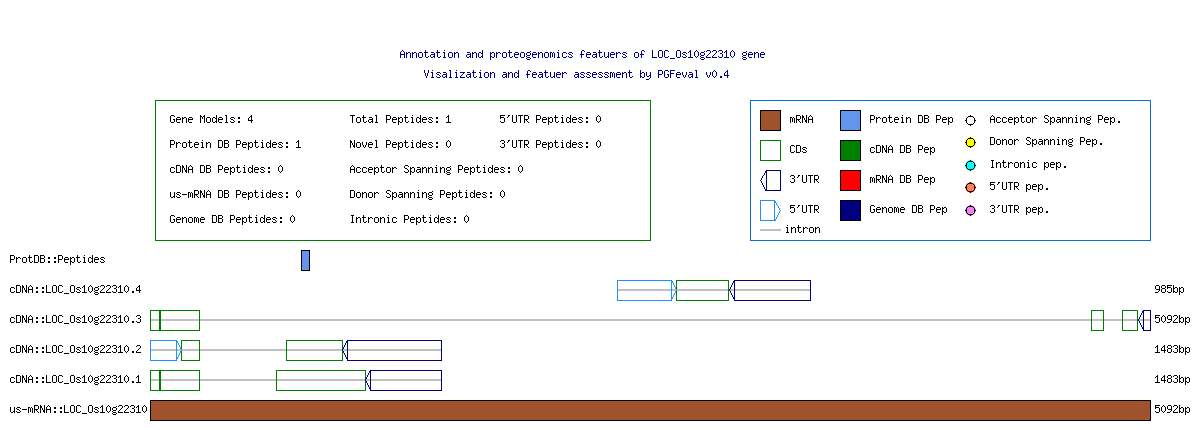 Annotation and proteogenomics featuers of LOC_Os10g22310 gene
Visalization and featuer assessment by PGFeval v0.4
Gene Models: 4
Total Peptides: 1
5'UTR Peptides: 0
Protein DB Peptides: 1
Novel Peptides: 0
3'UTR Peptides: 0
cDNA DB Peptides: 0
Acceptor Spanning Peptides: 0
us-mRNA DB Peptides: 0
Donor Spanning Peptides: 0
Genome DB Peptides: 0
Intronic Peptides: 0
mRNA
Protein DB Pep
Acceptor Spanning Pep.
CDs
cDNA DB Pep
Donor Spanning Pep.
Intronic pep.
3'UTR
mRNA DB Pep
5'UTR pep.
5'UTR
Genome DB Pep
3'UTR pep.
intron
ProtDB::Peptides
cDNA::LOC_Os10g22310.4
985bp
cDNA::LOC_Os10g22310.3
5092bp
cDNA::LOC_Os10g22310.2
1483bp
cDNA::LOC_Os10g22310.1
1483bp
us-mRNA::LOC_Os10g22310
5092bp